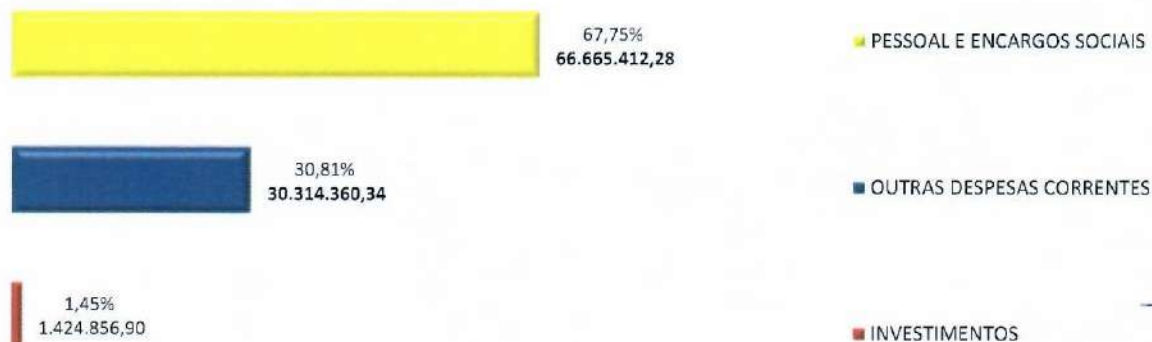 67,75%
66.665.412,28
PESSOAL E ENCARGOS SOCIAIS
30,81%
30.314.360,34
OUTRAS DESPESAS CORRENTES
1,45%
1.424.856,90
INVESTIMENTOS